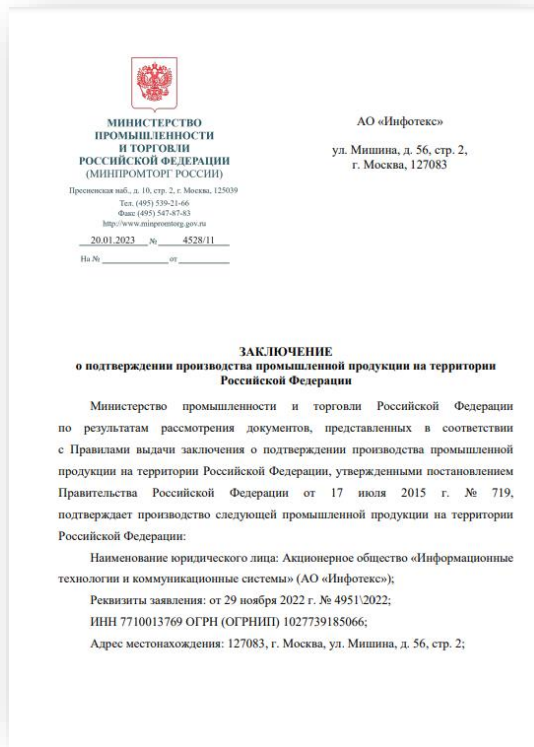 МИНИСТЕРСТВО
ПРОМЫШЛЕННОСТИ
И ТОРГОВЛИ
РОССИЙСКОЙ ФЕДЕРАЦИИ
(МИНПРОМТОРГ РОССИИ)
Пресненская наб., д. 10, стр. 2, г. Москва, 125039
Тел. (495) 539-21-66
Факс (495) 547-87-83
http://www.minpromtorg.gov.ru
20.01.2023 № 4528/11
На № от
АО «Инфотекс»
ул. Мишина, д. 56, стр. 2,
г. Москва, 127083
ЗАКЛЮЧЕНИЕ
о подтверждении производства промышленной продукции на территории
Российской Федерации
Министерство промышленности и торговли Российской Федерации
по результатам рассмотрения документов, представленных в соответствии
с Правилами выдачи заключения о подтверждении производства промышленной
продукции на территории Российской Федерации, утвержденными постановлением
Правительства Российской Федерации от 17 июля 2015 г. № 719,
подтверждает производство следующей промышленной продукции на территории
Российской Федерации:
Наименование юридического лица: Акционерное общество «Информационные
технологии и коммуникационные системы» (АО «Инфотекс»);
Реквизиты заявления: от 29 ноября 2022 г. № 4951\2022;
ИНН 7710013769 ОГРН (ОГРНИП) 1027739185066;
Адрес местонахождения: 127083, г. Москва, ул. Мишина, д. 56, стр. 2;